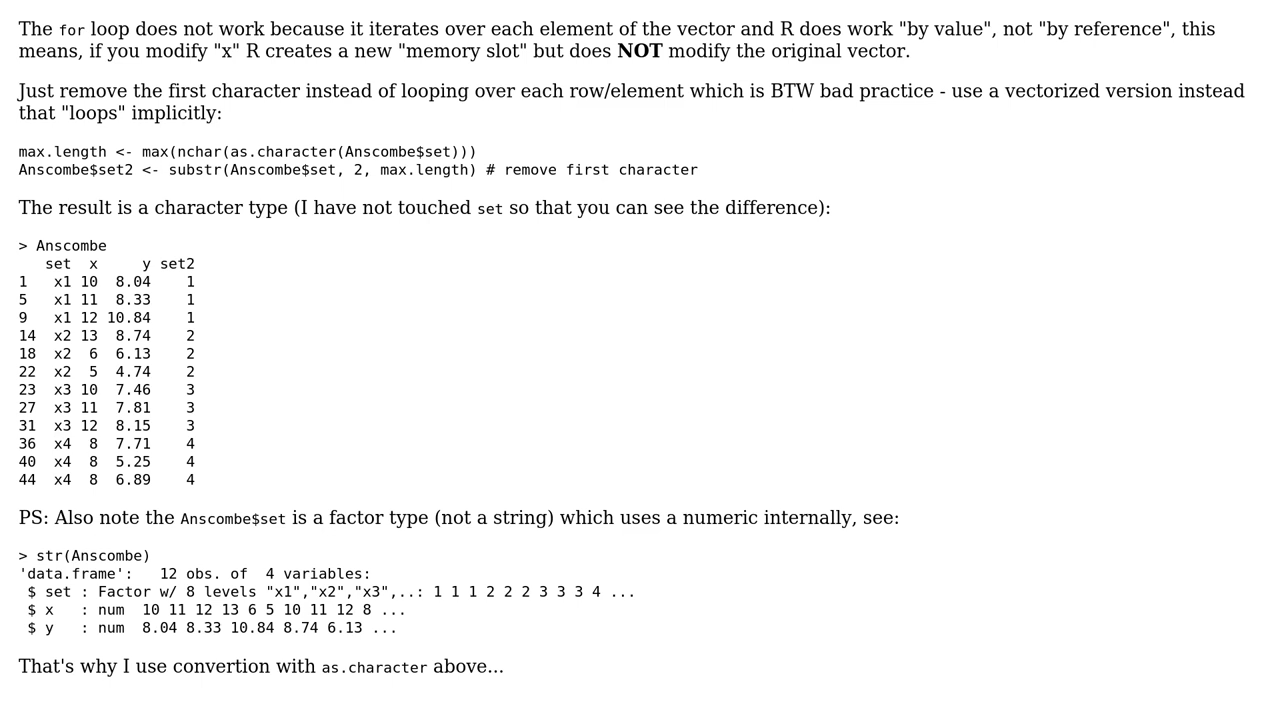 The for loop does not work because it iterates over each element of the vector and R does work "by value", not "by reference", this
means, if you modify "x" R creates a new "memory slot" but does NOT modify the original vector.
Just remove the first character instead of looping over each row/element which is BTW bad practice - use a vectorized version instead
that "loops" implicitly:
max.length <- max(nchar(as.character(Anscombe$set)))
Anscombe$set2 <- substr(Anscombe$set, 2, max.length) # remove first character
The result is a character type (I have not touched set so that you can see the difference):
> Anscombe
   set  x     y set2
1   x1 10  8.04    1
5   x1 11  8.33    1
9   x1 12 10.84    1
14  x2 13  8.74    2
18  x2  6  6.13    2
22  x2  5  4.74    2
23  x3 10  7.46    3
27  x3 11  7.81    3
31  x3 12  8.15    3
36  x4  8  7.71    4
40  x4  8  5.25    4
44  x4  8  6.89    4
PS: Also note the Anscombe$set is a factor type (not a string) which uses a numeric internally, see:
> str(Anscombe)
'data.frame':   12 obs. of  4 variables:
 $ set : Factor w/ 8 levels "x1","x2","x3",..: 1 1 1 2 2 2 3 3 3 4 ...
 $ x   : num  10 11 12 13 6 5 10 11 12 8 ...
 $ y   : num  8.04 8.33 10.84 8.74 6.13 ...
That's why I use convertion with as.character above...